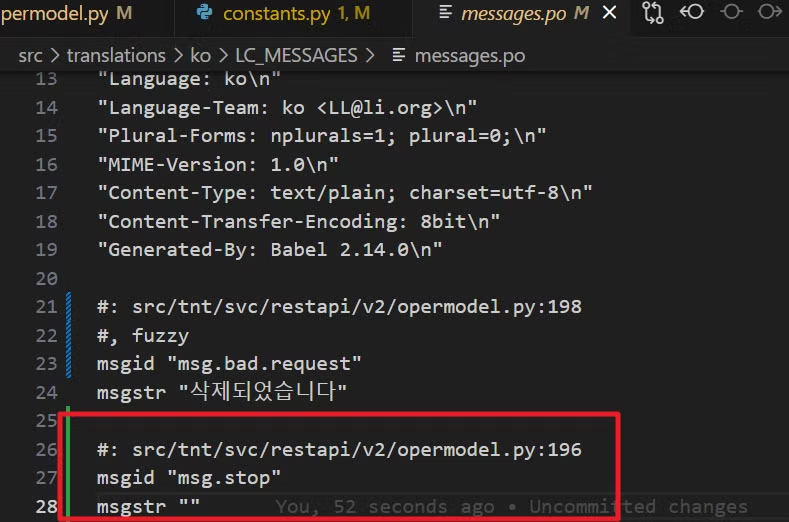 permodel.py M constants.py 1, M messages.po M
src > translations > ko > LC_MESSAGES > messages.po
13 "Language: ko\n"
14 "Language-Team: ko <LL@li.org>\n"
15 "Plural-Forms: nplurals=1; plural=0;\n"
16 "MIME-Version: 1.0\n"
17 "Content-Type: text/plain; charset=utf-8\n"
18 "Content-Transfer-Encoding: 8bit\n"
19 "Generated-By: Babel 2.14.0\n"
20
21 #: src/tnt/svc/restapi/v2/opermodel.py:198
22 #, fuzzy
23 msgid "msg.bad.request"
24 msgstr "삭제되었습니다"
25
26 #: src/tnt/svc/restapi/v2/opermodel.py:196
27 msgid "msg.stop"
28 msgstr "" You, 52 seconds ago • Uncommitted changes